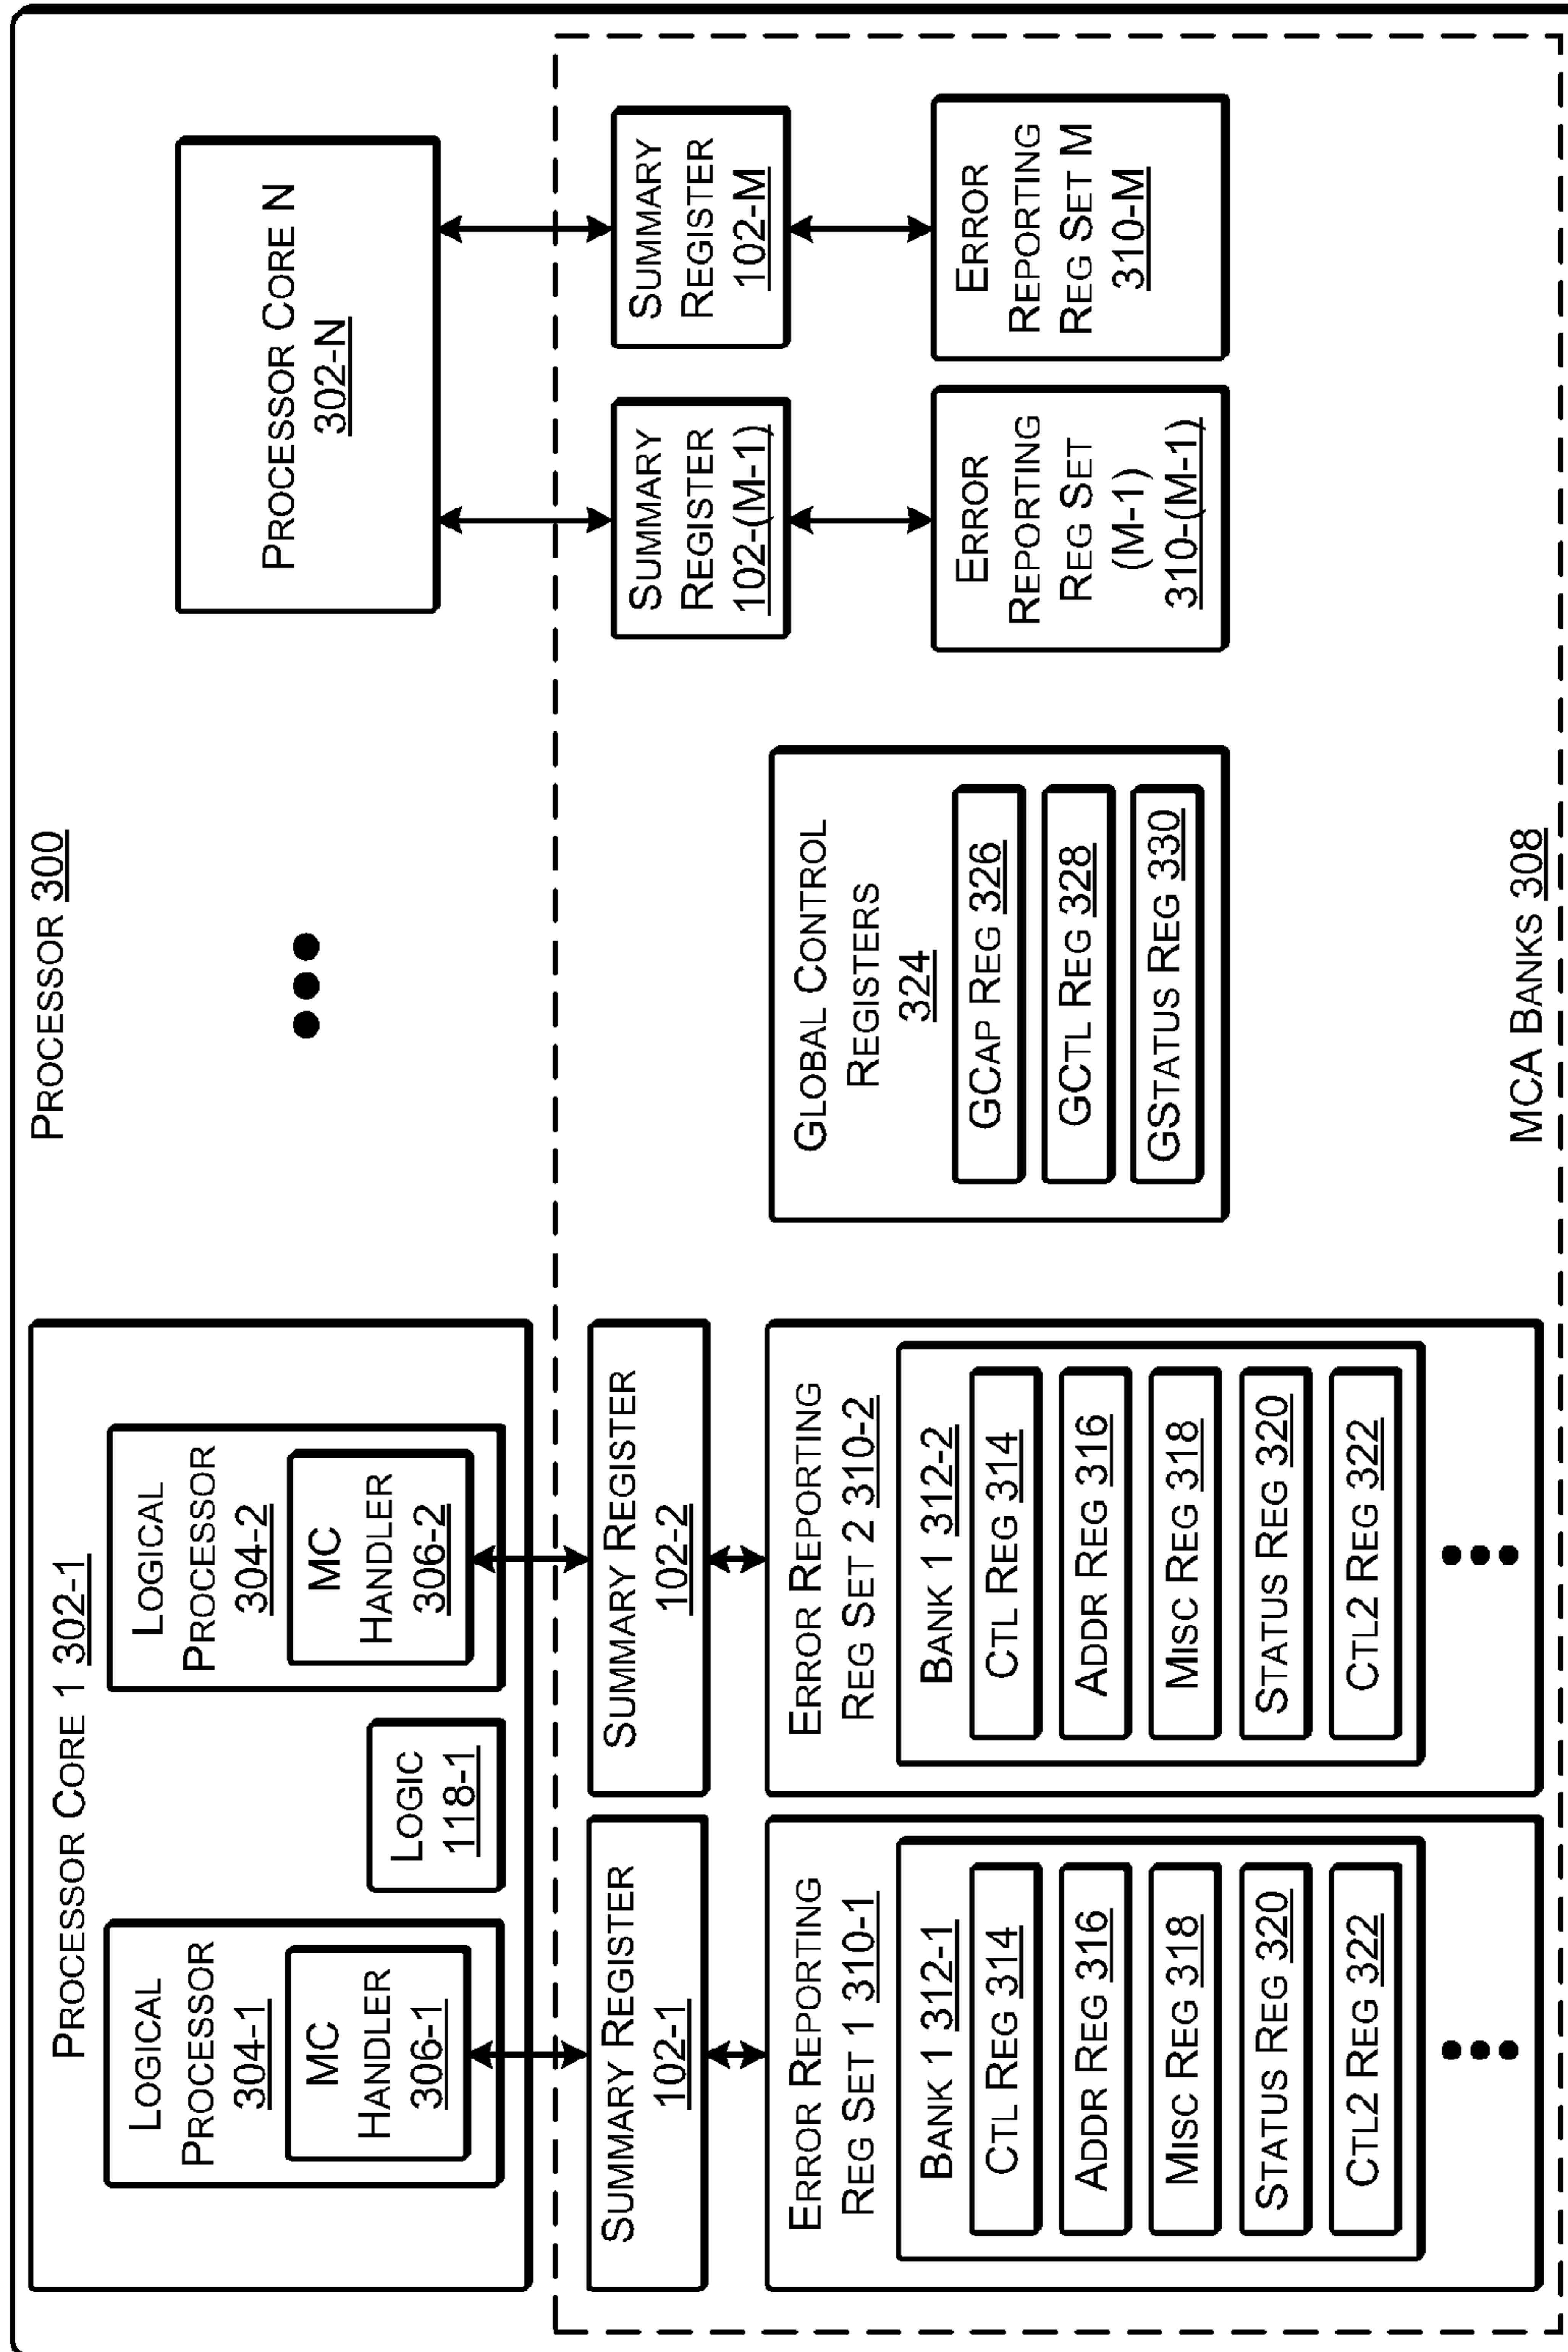 PROCESSOR 300
PROCESSOR CORE 1 302-1
LOGICAL
PROCESSOR
304-1
MC
HANDLER
306-1
LOGIC
118-1
LOGICAL
PROCESSOR
304-2
MC
HANDLER
306-2
PROCESSOR CORE N
302-N
SUMMARY REGISTER
102-1
SUMMARY REGISTER
102-2
SUMMARY
REGISTER
102-(M-1)
SUMMARY
REGISTER
102-M
ERROR REPORTING
REG SET 1 310-1
BANK 1 312-1
CTL REG 314
ADDR REG 316
MISC REG 318
STATUS REG 320
CTL2 REG 322
ERROR REPORTING
REG SET 2 310-2
BANK 1 312-2
CTL REG 314
ADDR REG 316
MISC REG 318
STATUS REG 320
CTL2 REG 322
GLOBAL CONTROL
REGISTERS
324
GCAP REG 326
GCTL REG 328
GSTATUS REG 330
ERROR
REPORTING
REG SET
(M-1)
310-(M-1)
ERROR
REPORTING
REG SET M
310-M
MCA BANKS 308